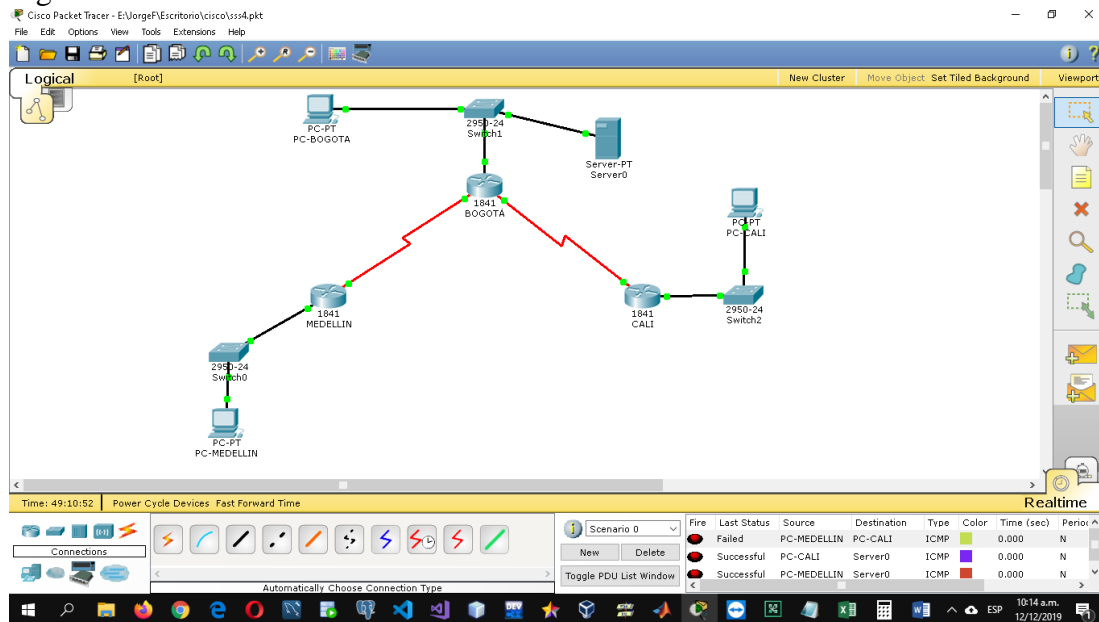 Cisco Packet Tracer - E:\JorgeF\Escritorio\cisco\sss4.pkt
File Edit Options View Tools Extensions Help
Logical [Root] New Cluster Move Object Set Tiled Background Viewport
PC-PT
PC-BOGOTA
2950-24
Switch1
Server-PT
Server0
1841
BOGOTA
PC-PT
PC-CALI
1841
MEDELLIN
1841
CALI
2950-24
Switch2
2950-24
Switch0
PC-PT
PC-MEDELLIN
Time: 49:10:52 Power Cycle Devices Fast Forward Time Realtime
Connections
Automatically Choose Connection Type
Scenario 0
New Delete
Toggle PDU List Window
Fire Last Status Source Destination Type Color Time (sec) Perioc
Failed PC-MEDELLIN PC-CALI ICMP 0.000 N
Successful PC-CALI Server0 ICMP 0.000 N
Successful PC-MEDELLIN Server0 ICMP 0.000 N
DEV
ESP 10:14 a.m.
12/12/2019